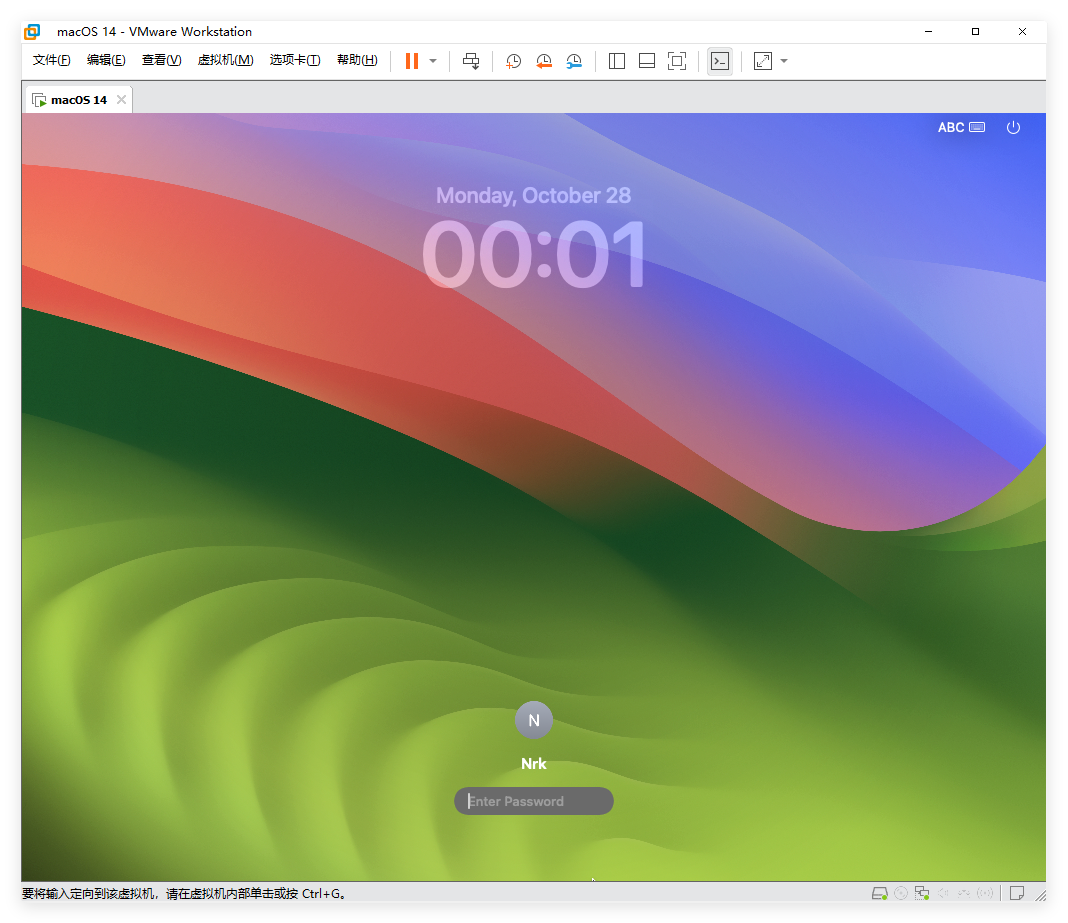 macOS 14 - VMware Workstation
文件(F) 编辑(E) 查看(V) 虚拟机(M) 选项卡(T) 帮助(H)
macOS 14
ABC
Monday, October 28
00:01
N
Nrk
Enter Password
要将输入定向到该虚拟机，请在虚拟机内部单击或按 Ctrl+G。